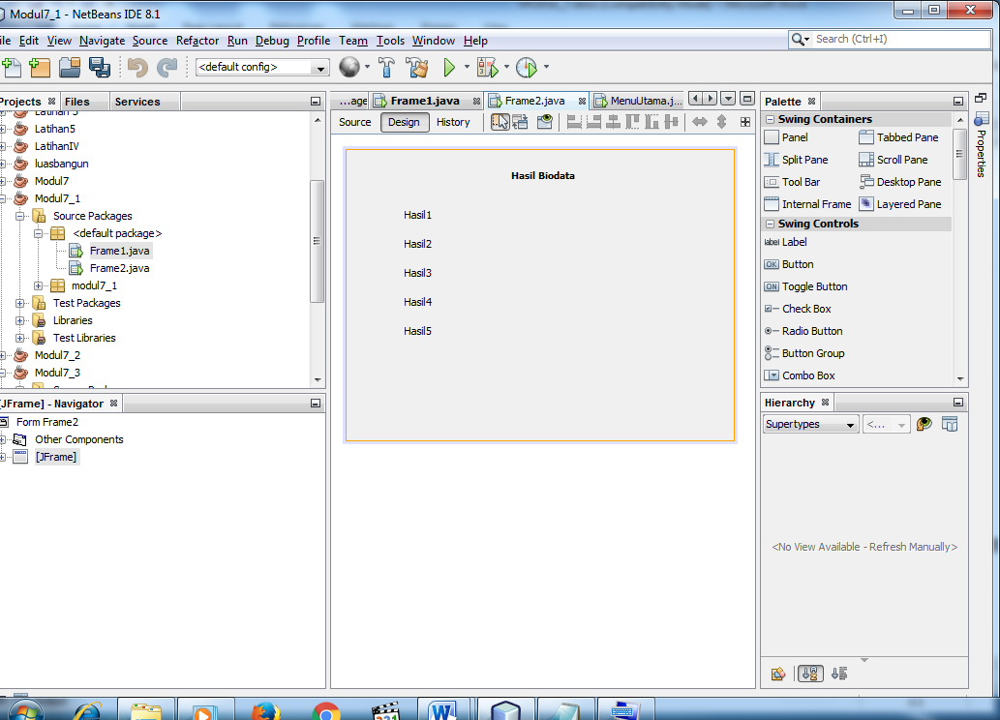 Modul7_1 - NetBeans IDE 8.1
ile Edit View Navigate Source Refactor Run Debug Profile Team Tools Window Help
Search (Ctrl+I)
<default config>
Projects Files Services
Latihan5
LatihanIV
luasbangun
Modul7
Modul7_1
Source Packages
<default package>
Frame1.java
Frame2.java
modul7_1
Test Packages
Libraries
Test Libraries
Modul7_2
Modul7_3
[JFrame] - Navigator
Form Frame2
Other Components
[JFrame]
...age Frame1.java Frame2.java MenuUtama.j...
Source Design History
Hasil Biodata
Hasil1
Hasil2
Hasil3
Hasil4
Hasil5
Palette
Swing Containers
Panel Tabbed Pane
Split Pane Scroll Pane
Tool Bar Desktop Pane
Internal Frame Layered Pane
Swing Controls
label Label
OK Button
ON Toggle Button
Check Box
Radio Button
Button Group
Combo Box
Properties
Hierarchy
Supertypes <...
<No View Available - Refresh Manually>
W
321